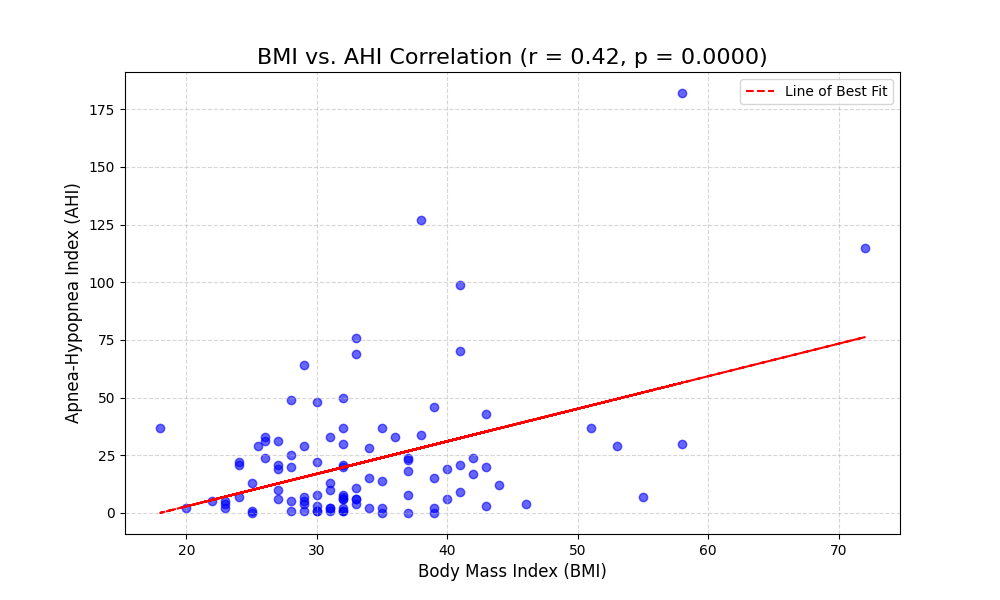 BMI vs. AHI Correlation (r = 0.42, p = 0.0000)
Line of Best Fit
Apnea-Hypopnea Index (AHI)
175
150
125
100
75
50
25
0
20 30 40 50 60 70
Body Mass Index (BMI)